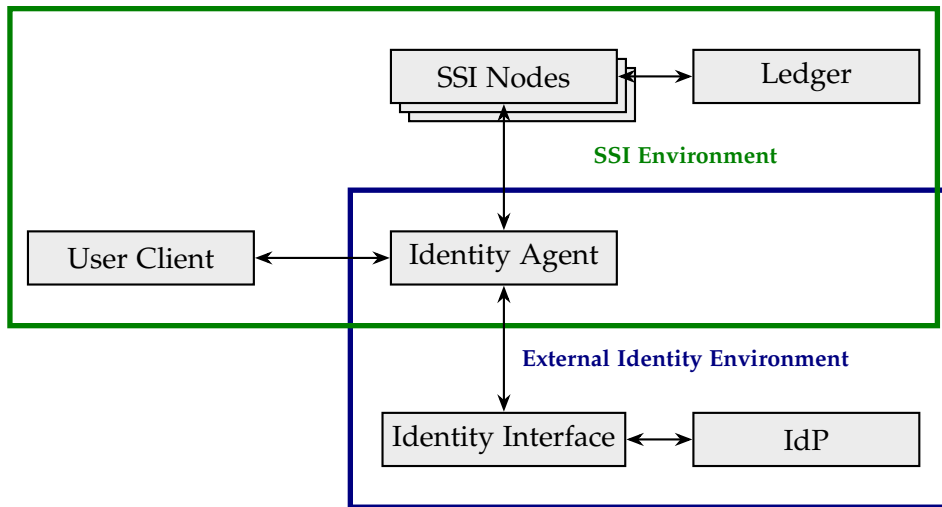 SSI Nodes
Ledger
SSI Environment
User Client
Identity Agent
External Identity Environment
Identity Interface
IdP